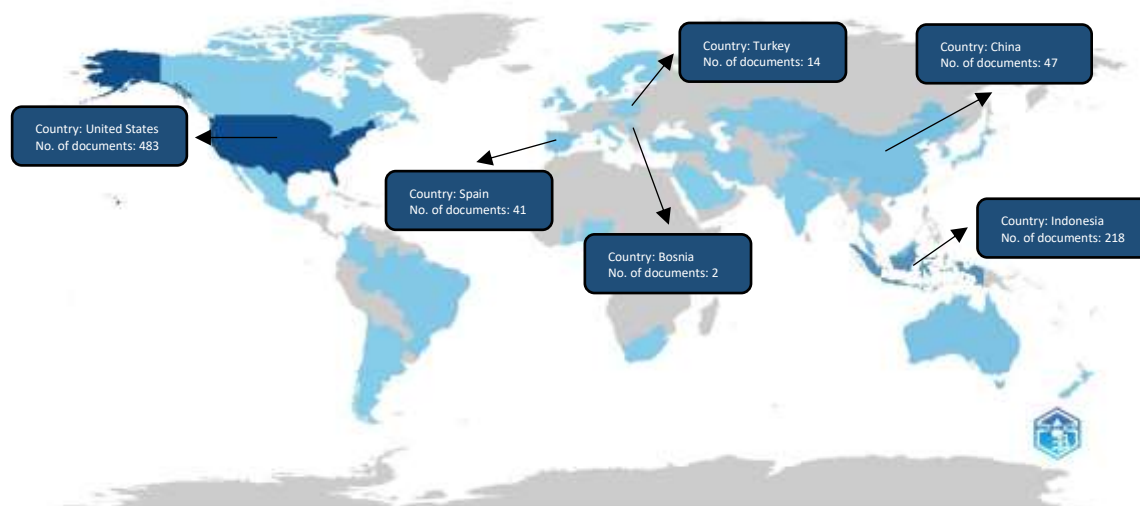 Country: Turkey
No. of documents: 14
Country: China
No. of documents: 47
Country: United States
No. of documents: 483
Country: Spain
No. of documents: 41
Country: Indonesia
No. of documents: 218
Country: Bosnia
No. of documents: 2